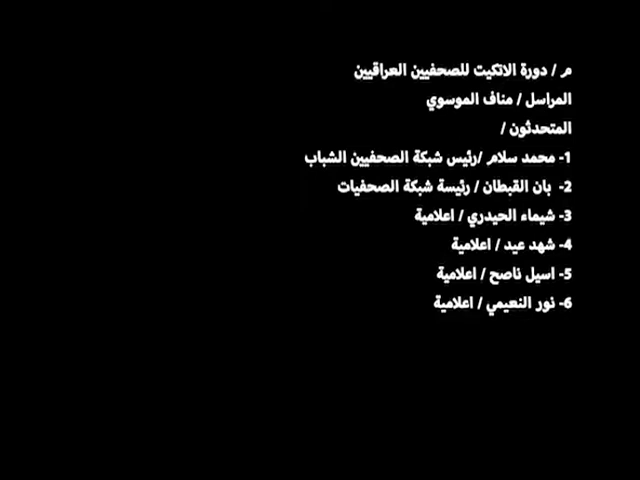 م / دورة الاتكيت للصحفيين العراقيين
المراسل / مناف الموسوي
المتحدثون /
1- محمد سلام /رئيس شبكة الصحفيين الشباب
2- بان القبطان / رئيسة شبكة الصحفيات
3- شيماء الحيدري / اعلامية
4- شهد عيد / اعلامية
5- اسيل ناصح / اعلامية
6- نور النعيمي / اعلامية